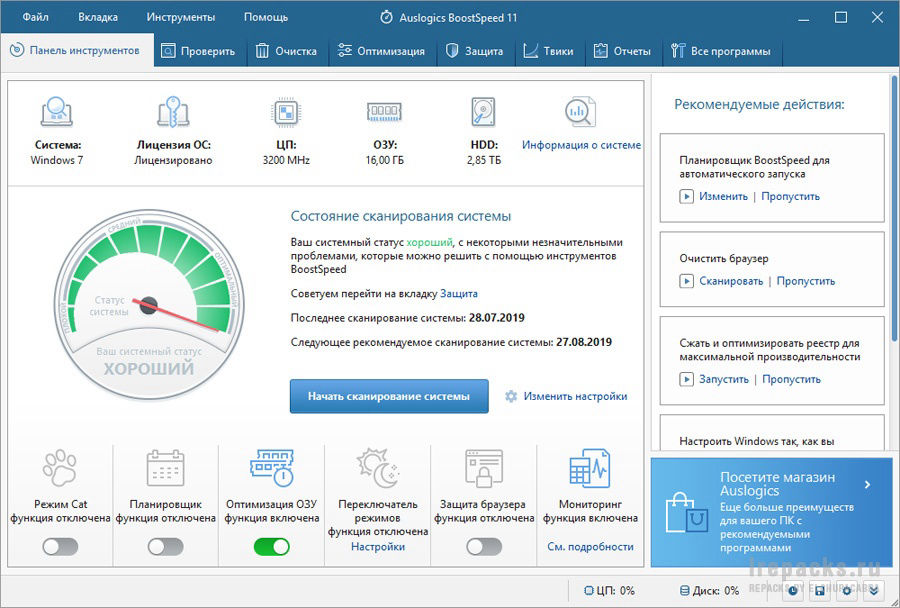 Файл Вкладка Инструменты Помощь Auslogics BoostSpeed 11
Панель инструментов Проверить Очистка Оптимизация Защита Твики Отчеты Все программы
Система:
Windows 7
Лицензия ОС:
Лицензировано
ЦП:
3200 MHz
ОЗУ:
16,00 ГБ
HDD:
2,85 ТБ
Информация о системе
ПЛОХОЙ
СРЕДНИЙ
ОПТИМАЛЬНЫЙ
Статус
системы
Ваш системный статус
ХОРОШИЙ
Состояние сканирования системы
Ваш системный статус хороший, с некоторыми незначительными
проблемами, которые можно решить с помощью инструментов
BoostSpeed
Советуем перейти на вкладку Защита
Последнее сканирование системы: 28.07.2019
Следующее рекомендуемое сканирование системы: 27.08.2019
Начать сканирование системы
Изменить настройки
Режим Cat
функция отключена
Планировщик
функция отключена
Оптимизация ОЗУ
функция включена
Переключатель
режимов
функция отключена
Настройки
Защита браузера
функция отключена
Мониторинг
функция включена
См. подробности
Рекомендуемые действия:
Планировщик BoostSpeed для
автоматического запуска
Изменить | Пропустить
Очистить браузер
Сканировать | Пропустить
Сжать и оптимизировать реестр для
максимальной производительности
Запустить | Пропустить
Настроить Windows так, как вы
Посетите магазин
Auslogics
Еще больше преимуществ
для вашего ПК с
рекомендуемыми
программами
lrepacks.ru
REPACKS BY ELCHUPACABRA
ЦП: 0% Диск: 0%